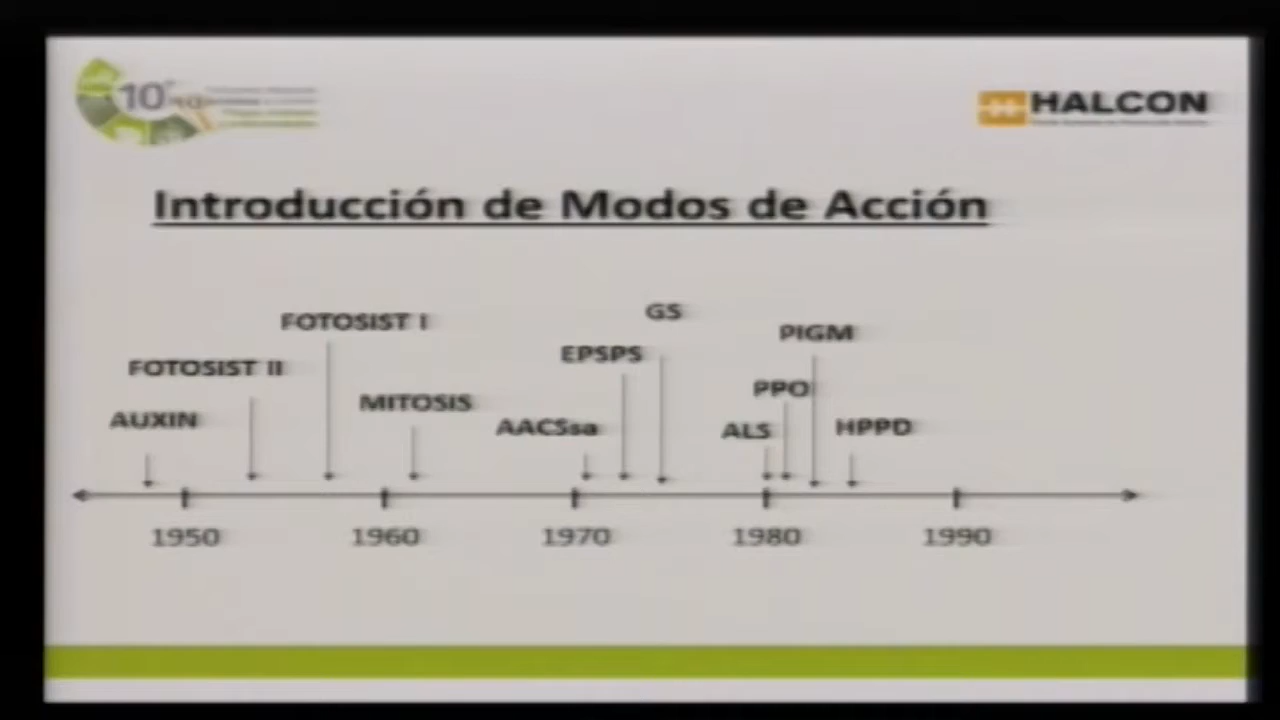 10°
HALCON
Introducción de Modos de Acción
GS
FOTOSIST I
PIGM
EPSPS
FOTOSIST II
PPO
MITOSIS
AUXIN
AACSsa
ALS
HPPD
1950
1960
1970
1980
1990